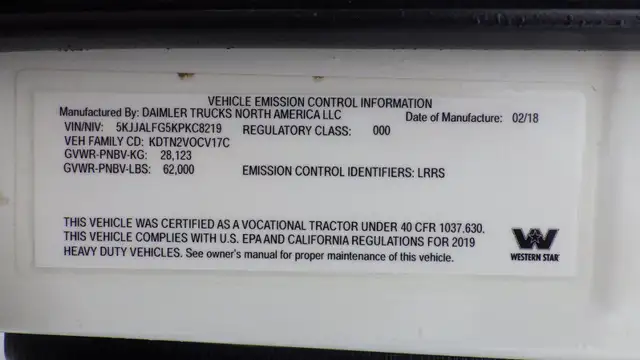 VEHICLE EMISSION CONTROL INFORMATION
Manufactured By: DAIMLER TRUCKS NORTH AMERICA LLC Date of Manufacture: 02/18
VIN/NIV: 5KJJALFG5KPKC8219 REGULATORY CLASS: 000
VEH FAMILY CD: KDTN2VOCV17C
GVWR-PNBV-KG: 28,123
GVWR-PNBV-LBS: 62,000 EMISSION CONTROL IDENTIFIERS: LRRS
THIS VEHICLE WAS CERTIFIED AS A VOCATIONAL TRACTOR UNDER 40 CFR 1037.630.
THIS VEHICLE COMPLIES WITH U.S. EPA AND CALIFORNIA REGULATIONS FOR 2019
HEAVY DUTY VEHICLES. See owner's manual for proper maintenance of this vehicle.
WESTERN STAR